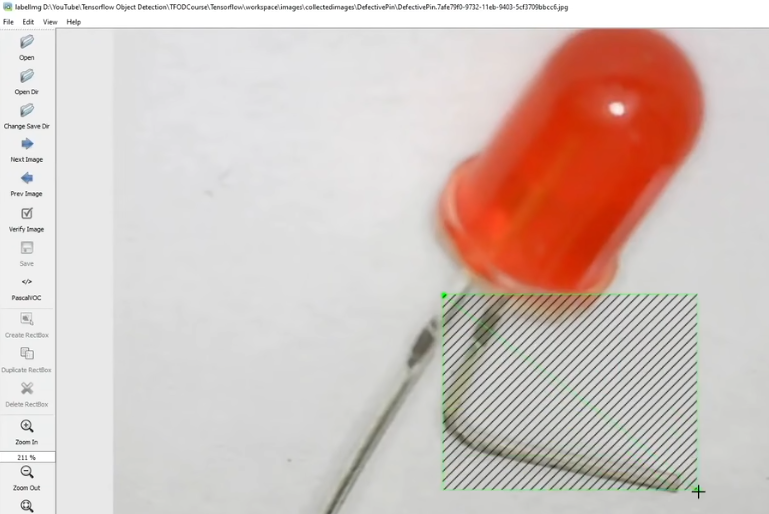 labelImg D:\YouTube\Tensorflow Object Detection\TFODCourse\Tensorflow\workspace\images\collectedimages\DefectivePin\DefectivePin.7afe79f0-9732-11eb-9403-5cf3709bbcc6.jpg
File Edit View Help
Open
Open Dir
Change Save Dir
Next Image
Prev Image
Verify Image
Save
</>
PascalVOC
Create RectBox
Duplicate RectBox
Delete RectBox
Zoom In
211 %
Zoom Out